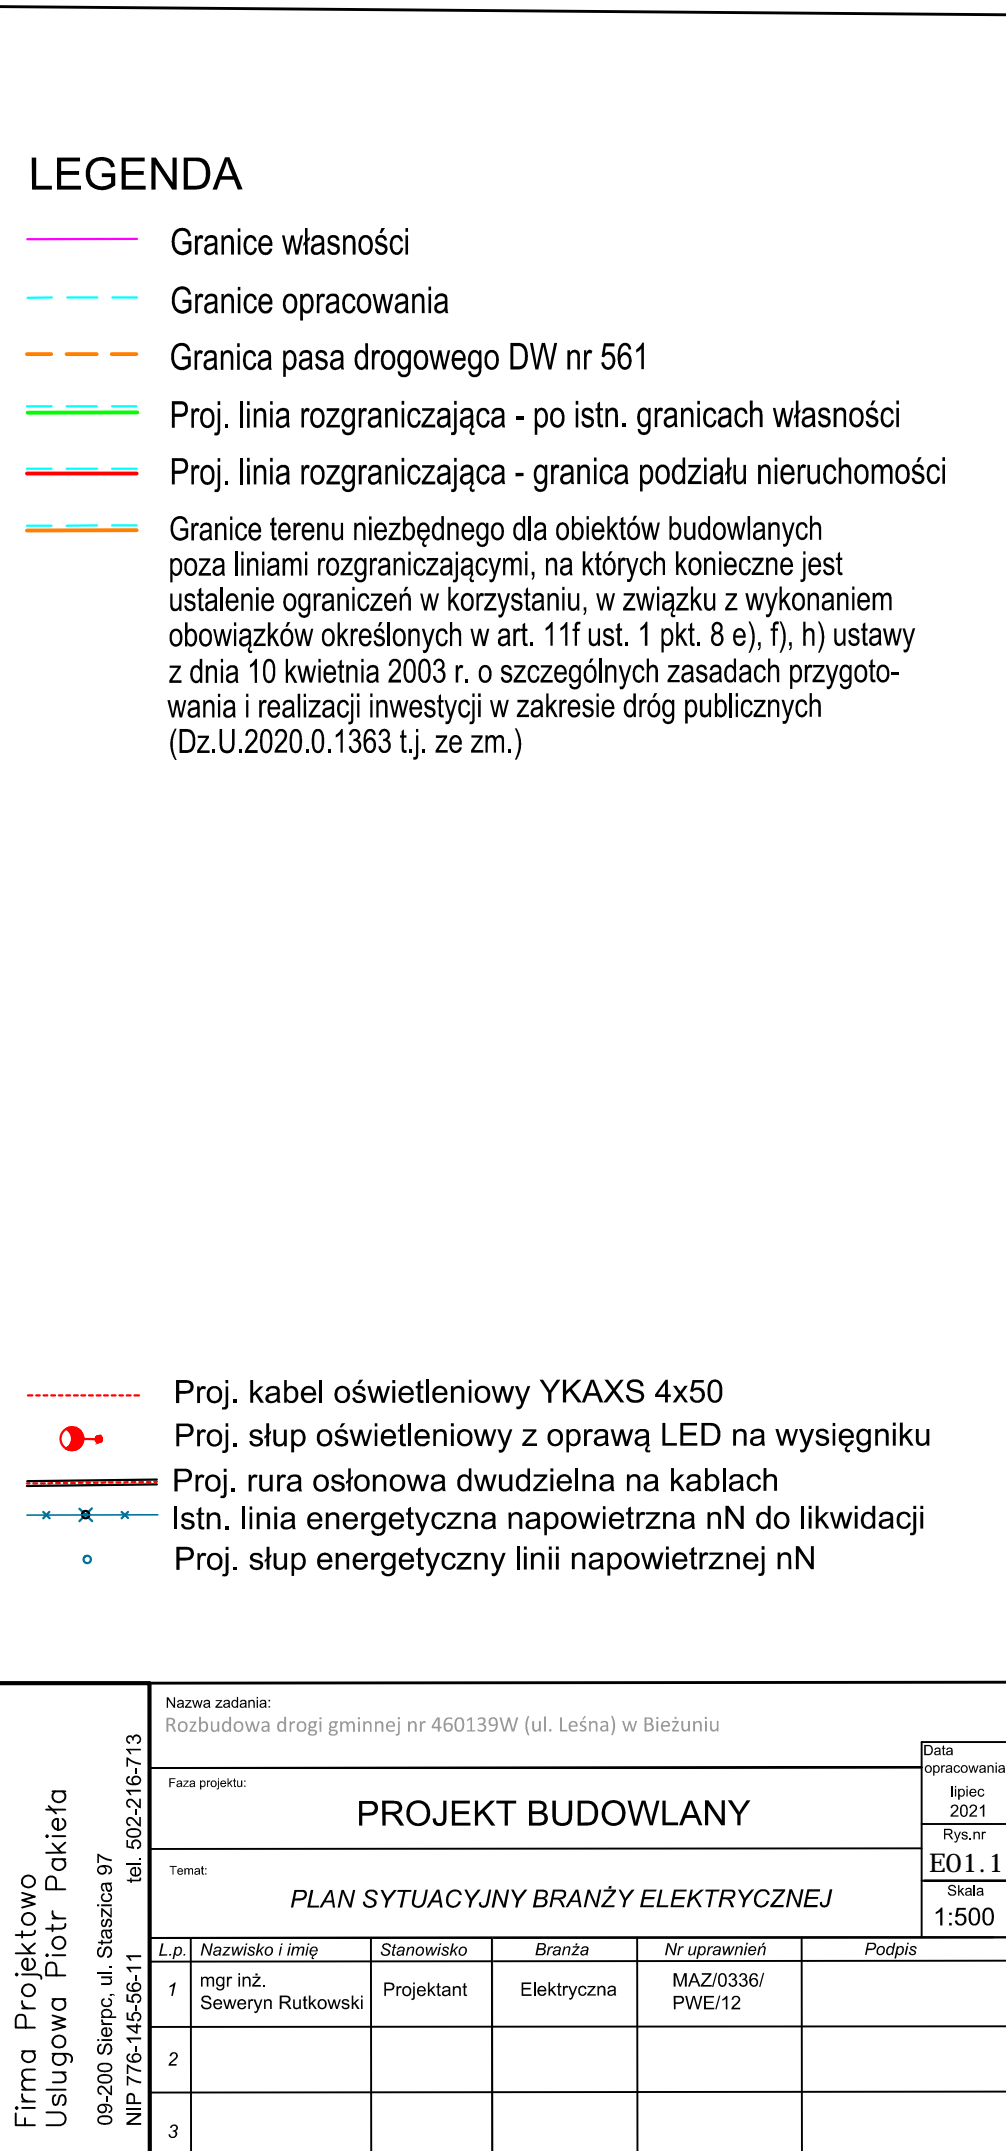 LEGENDA
Granice własności
Granice opracowania
Granica pasa drogowego DW nr 561
Proj. linia rozgraniczająca - po istn. granicach własności
Proj. linia rozgraniczająca - granica podziału nieruchomości
Granice terenu niezbędnego dla obiektów budowlanych
poza liniami rozgraniczającymi, na których konieczne jest
ustalenie ograniczeń w korzystaniu, w związku z wykonaniem
obowiązków określonych w art. 11f ust. 1 pkt. 8 e), f), h) ustawy
z dnia 10 kwietnia 2003 r. o szczególnych zasadach przygoto-
wania i realizacji inwestycji w zakresie dróg publicznych
(Dz.U.2020.0.1363 t.j. ze zm.)
Proj. kabel oświetleniowy YKAXS 4x50
Proj. słup oświetleniowy z oprawą LED na wysięgniku
Proj. rura osłonowa dwudzielna na kablach
Istn. linia energetyczna napowietrzna nN do likwidacji
Proj. słup energetyczny linii napowietrznej nN
Firma Projektowo
Uslugowa Piotr Pakieła
09-200 Sierpc, ul. Staszica 97
NIP 776-145-56-11 tel. 502-216-713
Nazwa zadania:
Rozbudowa drogi gminnej nr 460139W (ul. Leśna) w Bieżuniu
Faza projektu:
PROJEKT BUDOWLANY
Temat:
PLAN SYTUACYJNY BRANŻY ELEKTRYCZNEJ
Data
opracowania
lipiec
2021
Rys.nr
E01.1
Skala
1:500
L.p. Nazwisko i imię Stanowisko Branża Nr uprawnień Podpis
1 mgr inż. Seweryn Rutkowski Projektant Elektryczna MAZ/0336/ PWE/12
2
3